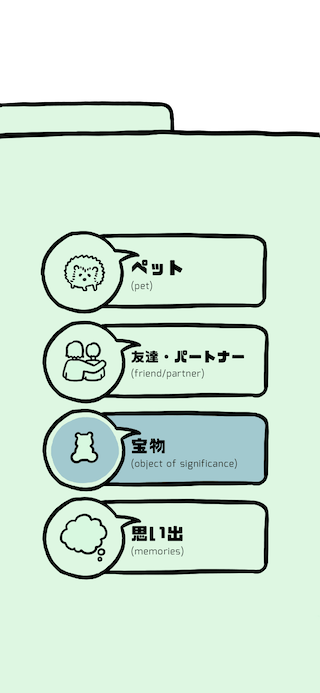 ペット
(pet)
友達・パートナー
(friend/partner)
宝物
(object of significance)
思い出
(memories)